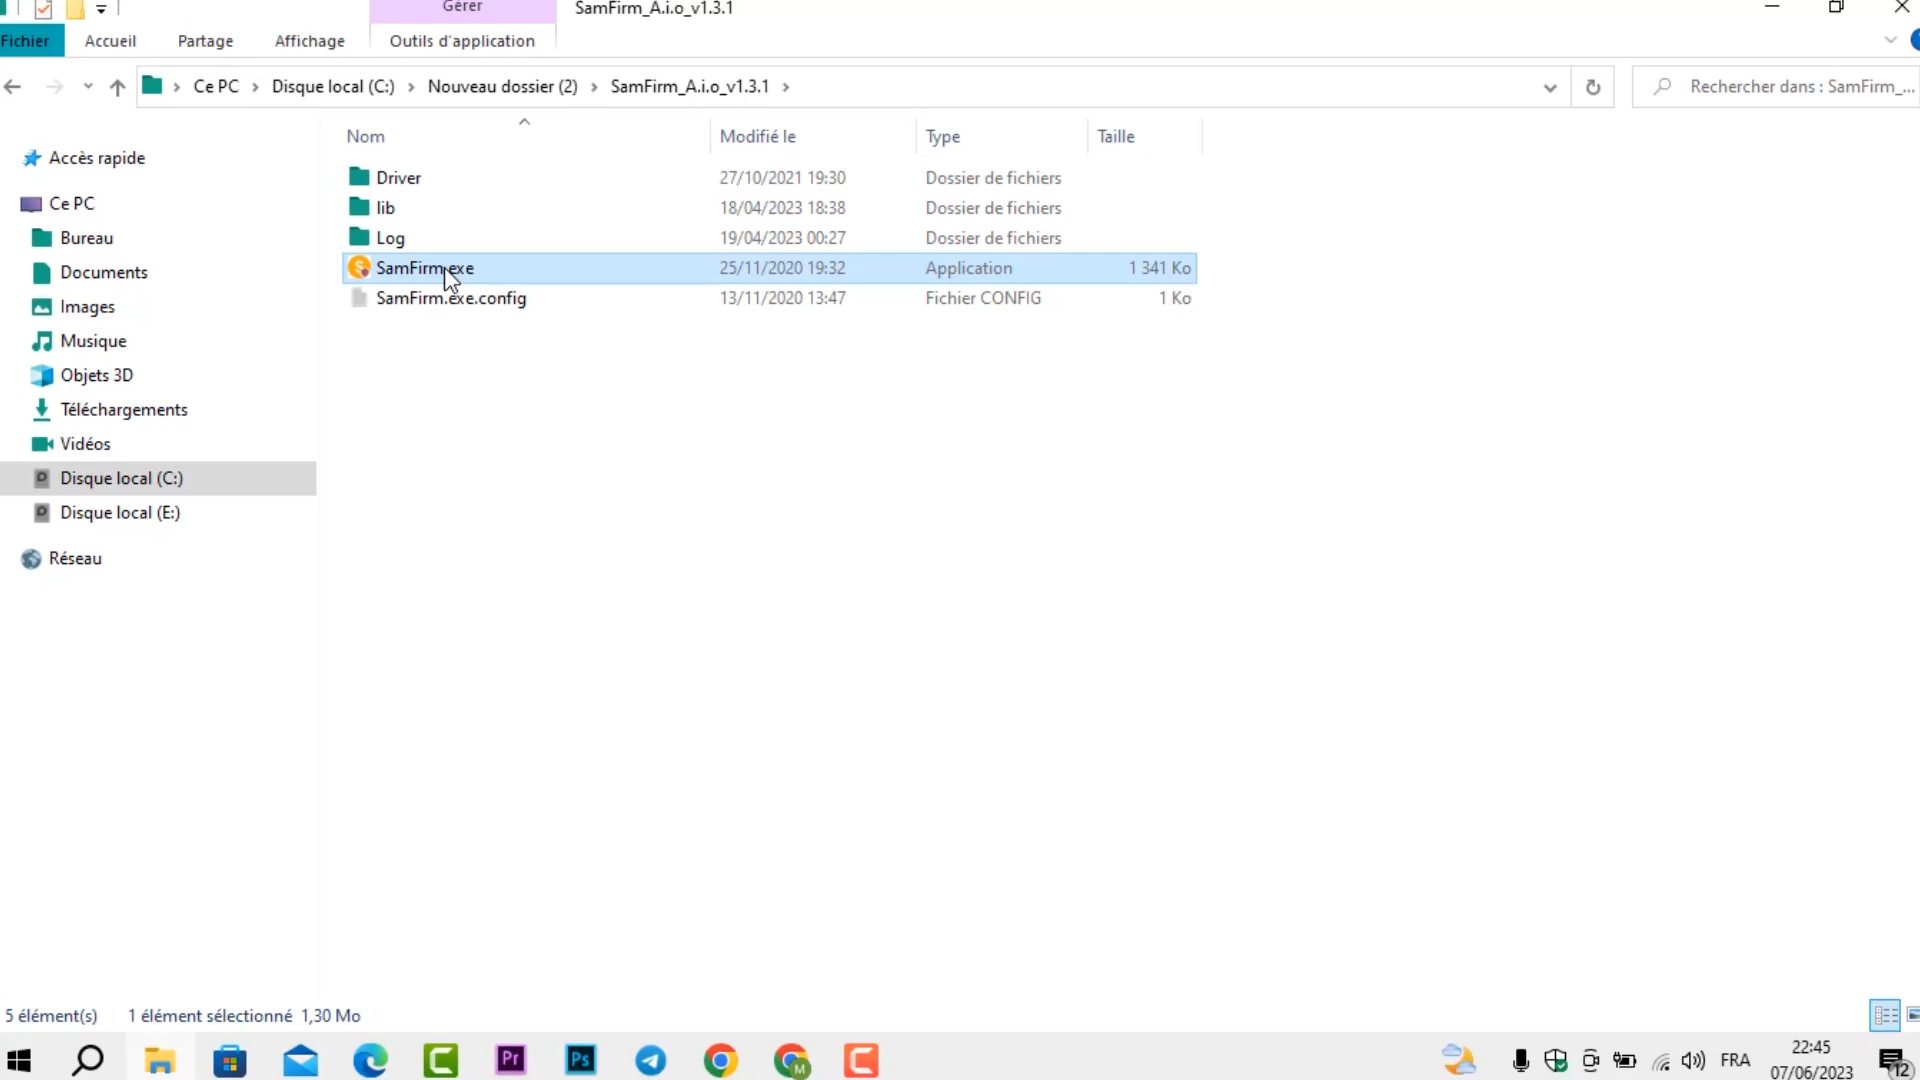 Gérer
SamFirm_A.i.o_v1.3.1
Fichier
Accueil
Partage
Affichage
Outils d'application
Ce PC
Disque local (C:)
Nouveau dossier (2)
SamFirm_A.i.o_v1.3.1
Rechercher dans : SamFirm_...
Nom
Modifié le
Type
Taille
Driver
27/10/2021 19:30
Dossier de fichiers
lib
18/04/2023 18:38
Dossier de fichiers
Log
19/04/2023 00:27
Dossier de fichiers
SamFirm.exe
25/11/2020 19:32
Application
1 341 Ko
SamFirm.exe.config
13/11/2020 13:47
Fichier CONFIG
1 Ko
Accès rapide
Ce PC
Bureau
Documents
Images
Musique
Objets 3D
Téléchargements
Vidéos
Disque local (C:)
Disque local (E:)
Réseau
5 élément(s)
1 élément sélectionné 1,30 Mo
Pr
Ps
M
FRA
22:45
07/06/2023
12